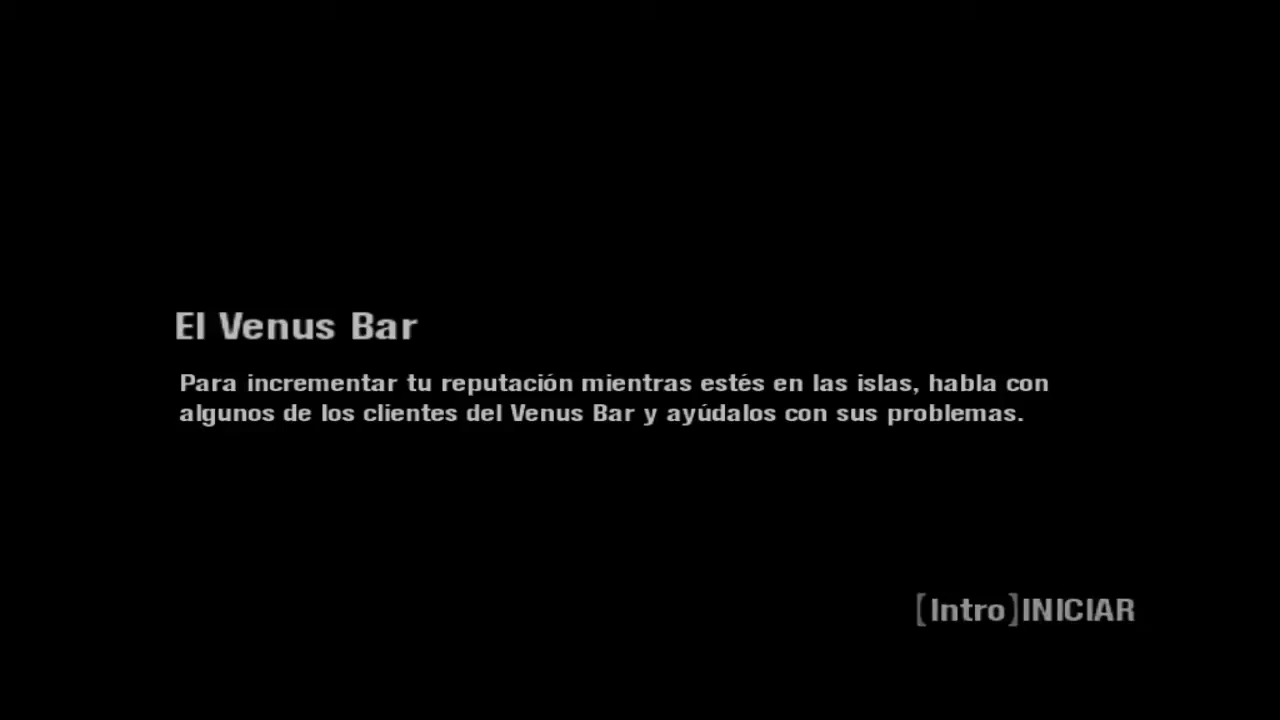 El Venus Bar
Para incrementar tu reputación mientras estés en las islas, habla con
algunos de los clientes del Venus Bar y ayúdalos con sus problemas.
[Intro]INICIAR